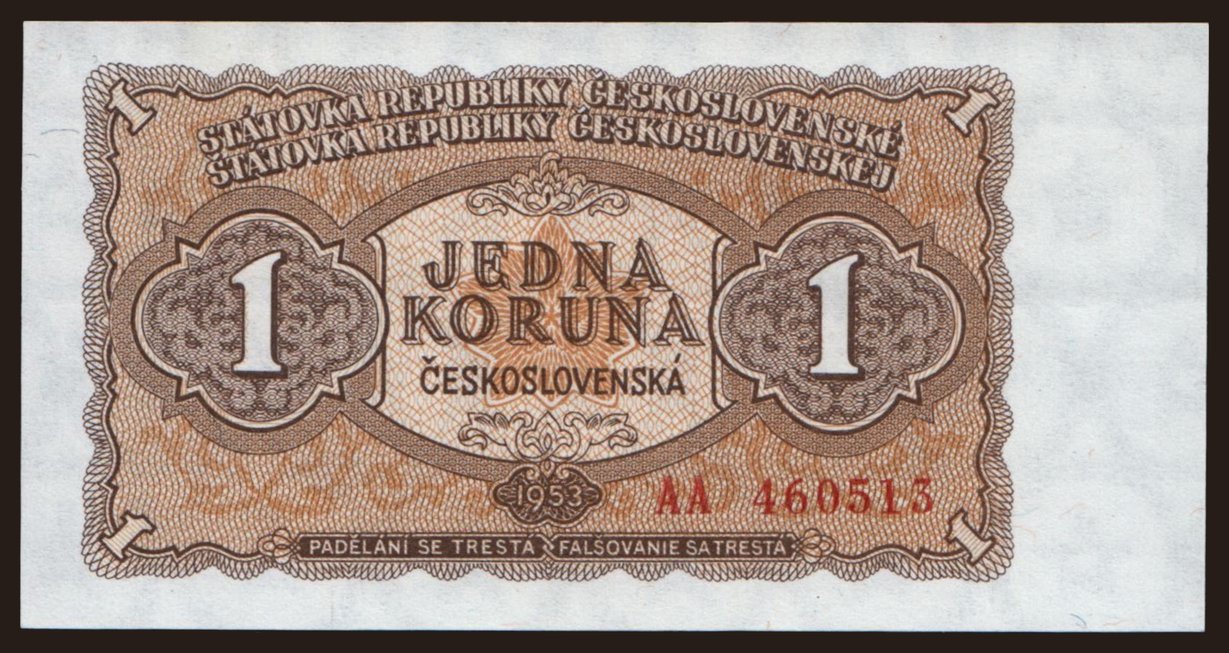 1 1
STÁTOVKA REPUBLIKY ČESKOSLOVENSKÉ
ŠTÁTOVKA REPUBLIKY ČESKOSLOVENSKEJ
JEDNA
1 KORUNA 1
ČESKOSLOVENSKÁ
1953 AA 460513
1 1
PADĚLÁNÍ SE TRESTÁ FALŠOVANIE SA TRESTÁ